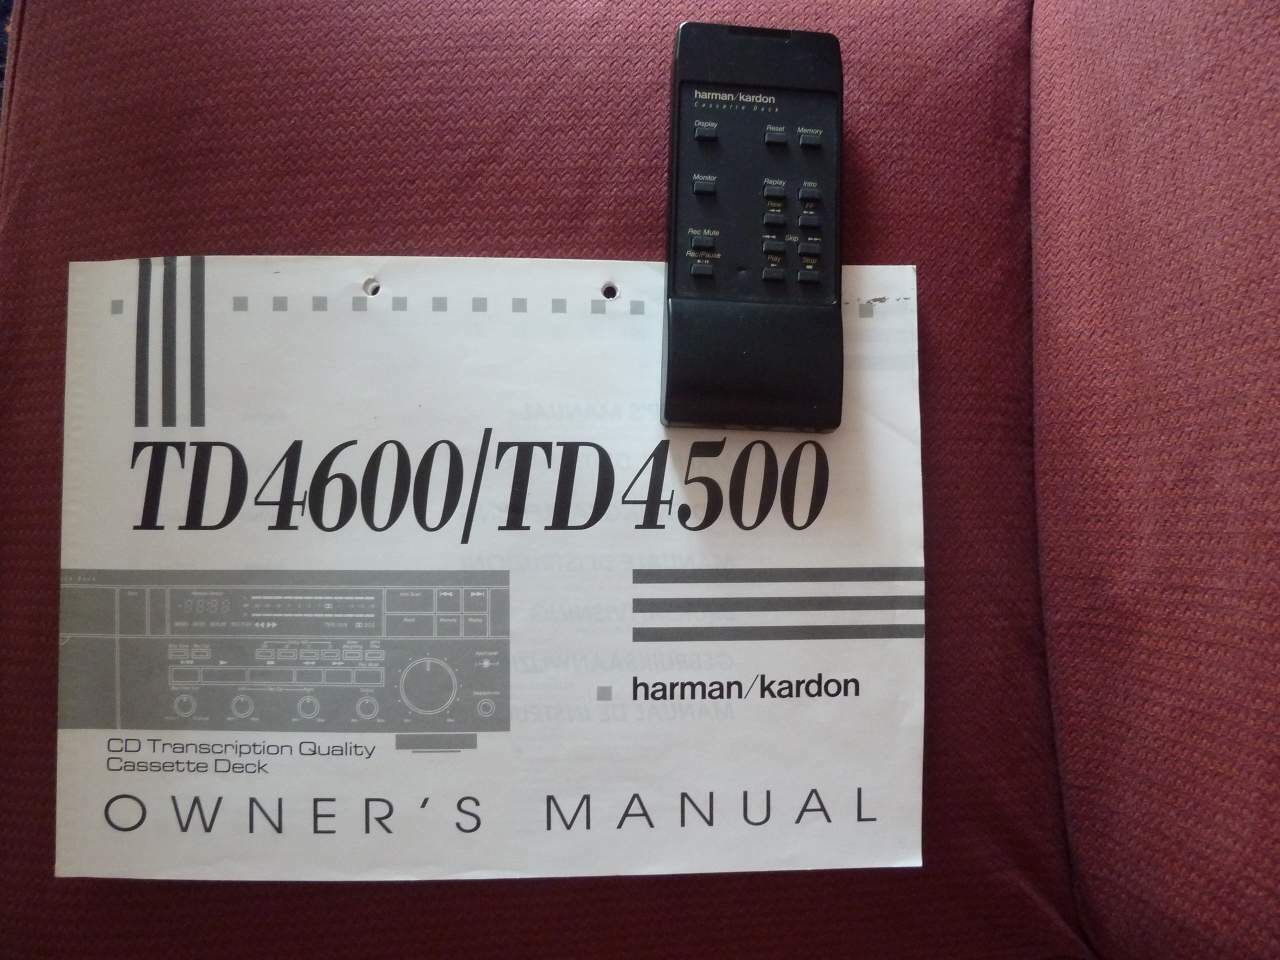 harman/kardon
Cassette Deck
Display
Reset Memory
Monitor
Replay Intro
Rew FF
Rec Mute
Skip
Rec/Pause
Play Stop
TD4600/TD4500
harman/kardon
CD Transcription Quality
Cassette Deck
OWNER'S MANUAL